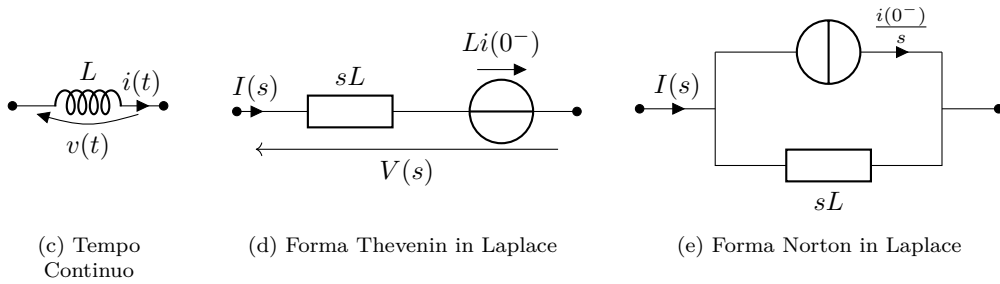 L
i(t)
v(t)
(c) Tempo
Continuo
I(s)
sL
Li(0⁻)
V(s)
(d) Forma Thevenin in Laplace
I(s)
i(0⁻)
s
sL
(e) Forma Norton in Laplace